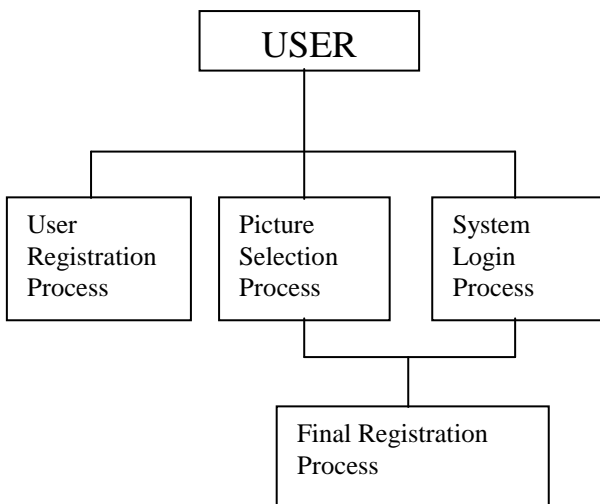 USER
User
Registration
Process
Picture
Selection
Process
System
Login
Process
Final Registration
Process